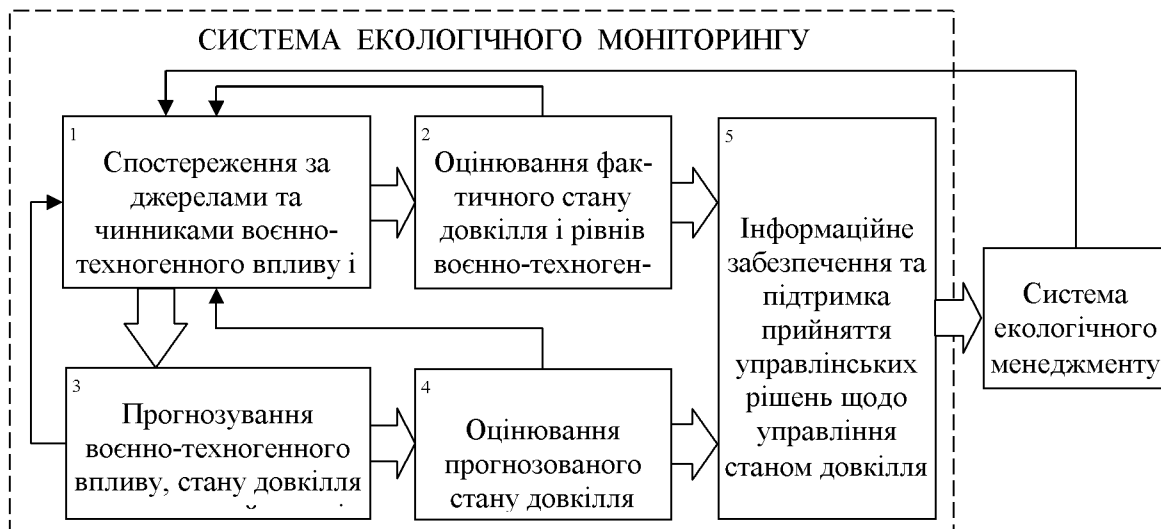 СИСТЕМА ЕКОЛОГІЧНОГО МОНІТОРИНГУ
1
Спостереження за
джерелами та
чинниками воєнно-
техногенного впливу і
2
Оцінювання фак-
тичного стану
довкілля і рівнів
воєнно-техноген-
3
Прогнозування
воєнно-техногенного
впливу, стану довкілля
4
Оцінювання
прогнозованого
стану довкілля
5
Інформаційне
забезпечення та
підтримка
прийняття
управлінських
рішень щодо
управління
станом довкілля
Система
екологічного
менеджменту